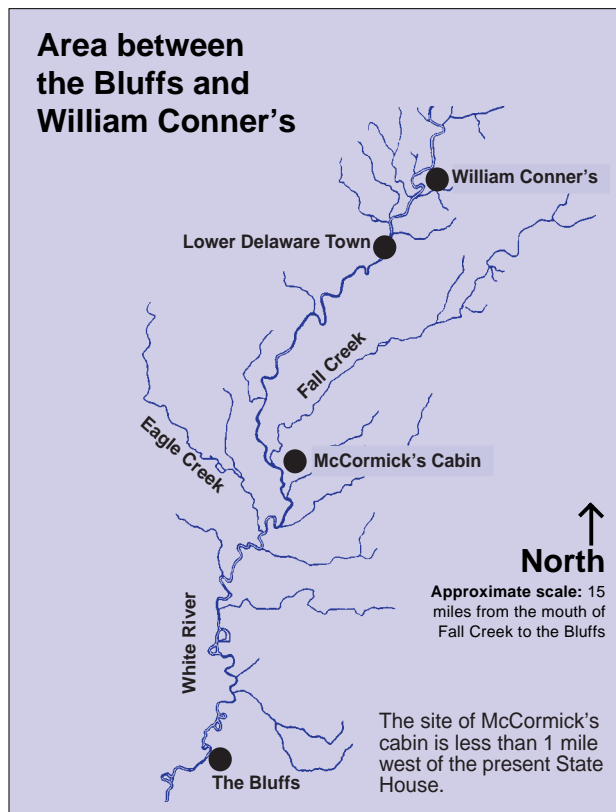 Area between
the Bluffs and
William Conner's
William Conner's
Lower Delaware Town
Fall Creek
Eagle Creek
McCormick's Cabin
North
Approximate scale: 15
miles from the mouth of
Fall Creek to the Bluffs
White River
The site of McCormick's
cabin is less than 1 mile
west of the present State
House.
The Bluffs